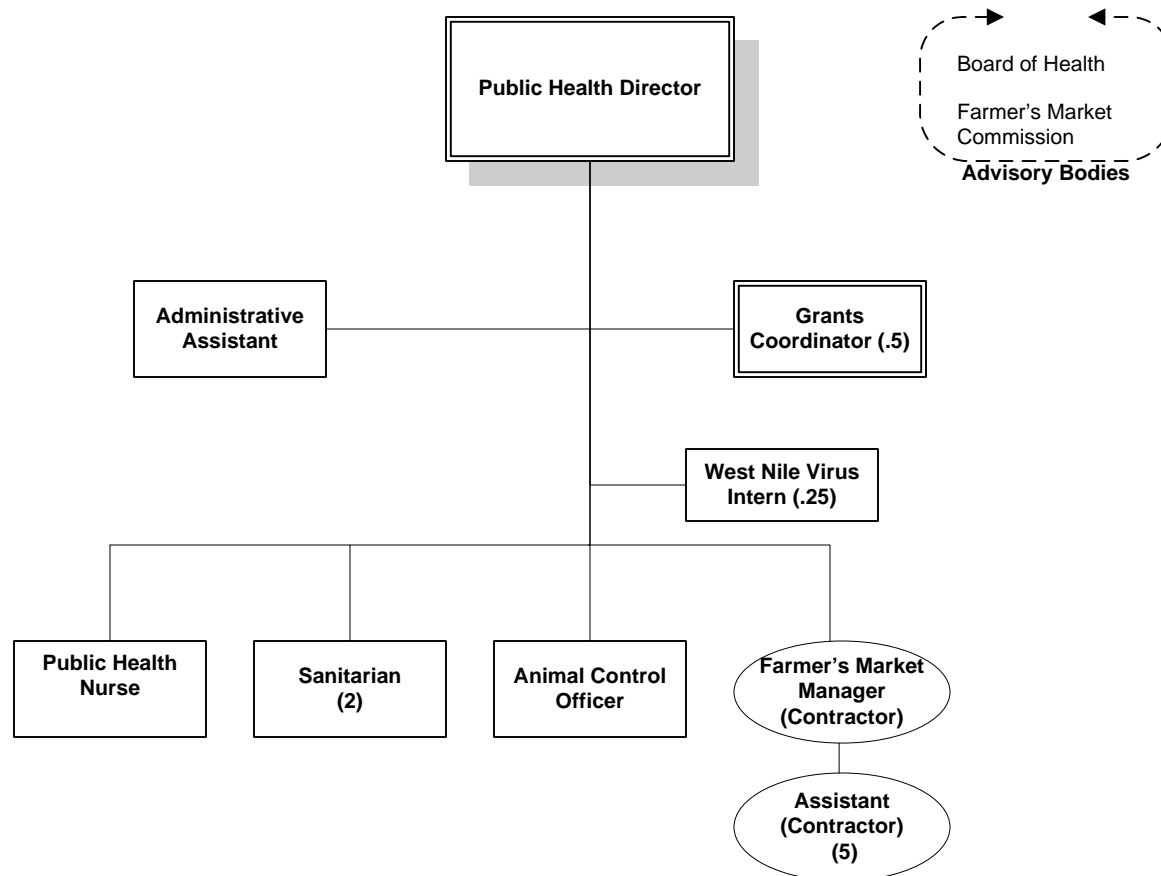 Public Health Director
Board of Health
Farmer’s Market
Commission
Advisory Bodies
Administrative
Assistant
Grants
Coordinator (.5)
West Nile Virus
Intern (.25)
Public Health
Nurse
Sanitarian
(2)
Animal Control
Officer
Farmer’s Market
Manager
(Contractor)
Assistant
(Contractor)
(5)